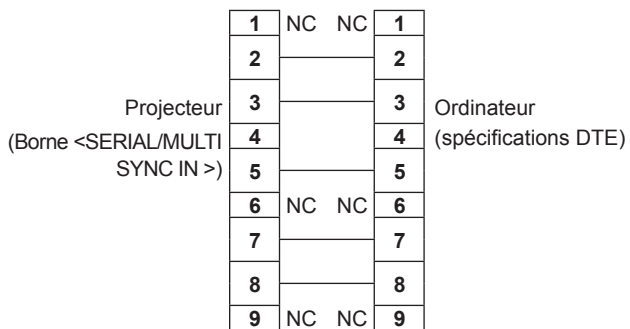 1 NC NC 1
2 2
Projecteur 3 3 Ordinateur
(Borne <SERIAL/MULTI 4 4 (spécifications DTE)
SYNC IN >) 5 5
6 NC NC 6
7 7
8 8
9 NC NC 9